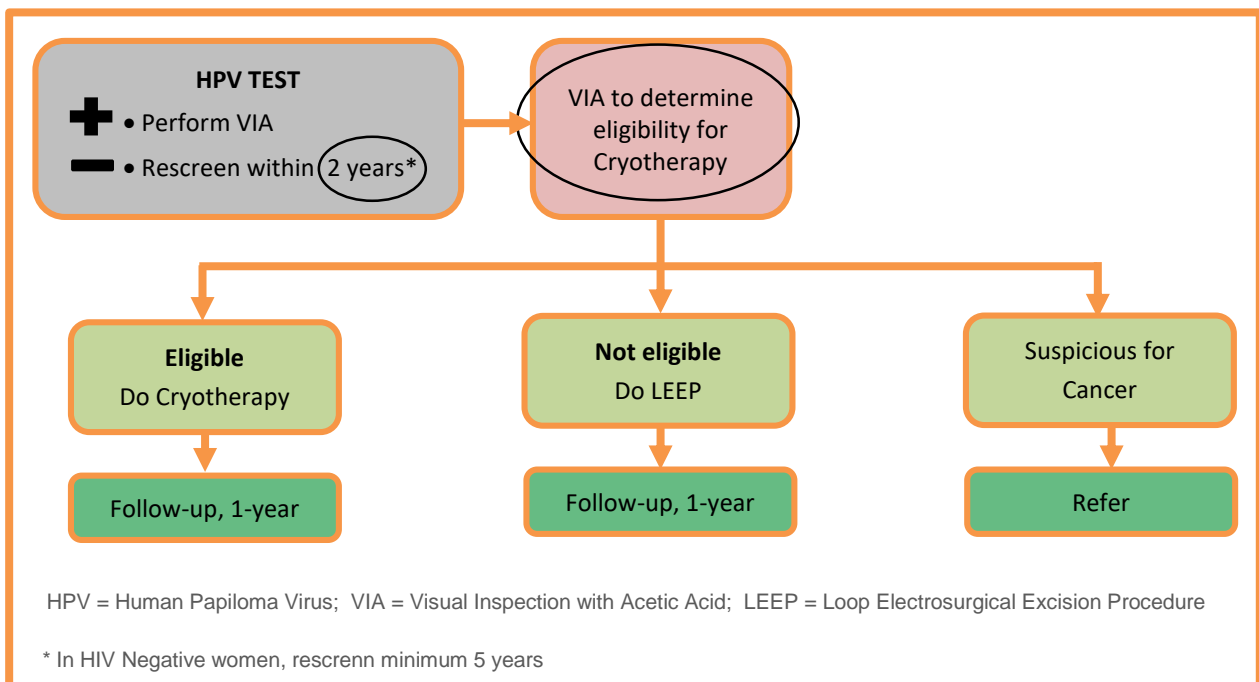 HPV TEST
• Perform VIA
• Rescreen within 2 years*
VIA to determine
eligibility for
Cryotherapy
Eligible
Do Cryotherapy
Not eligible
Do LEEP
Suspicious for
Cancer
Follow-up, 1-year
Follow-up, 1-year
Refer
HPV = Human Papiloma Virus; VIA = Visual Inspection with Acetic Acid; LEEP = Loop Electrosurgical Excision Procedure
* In HIV Negative women, rescrenn minimum 5 years